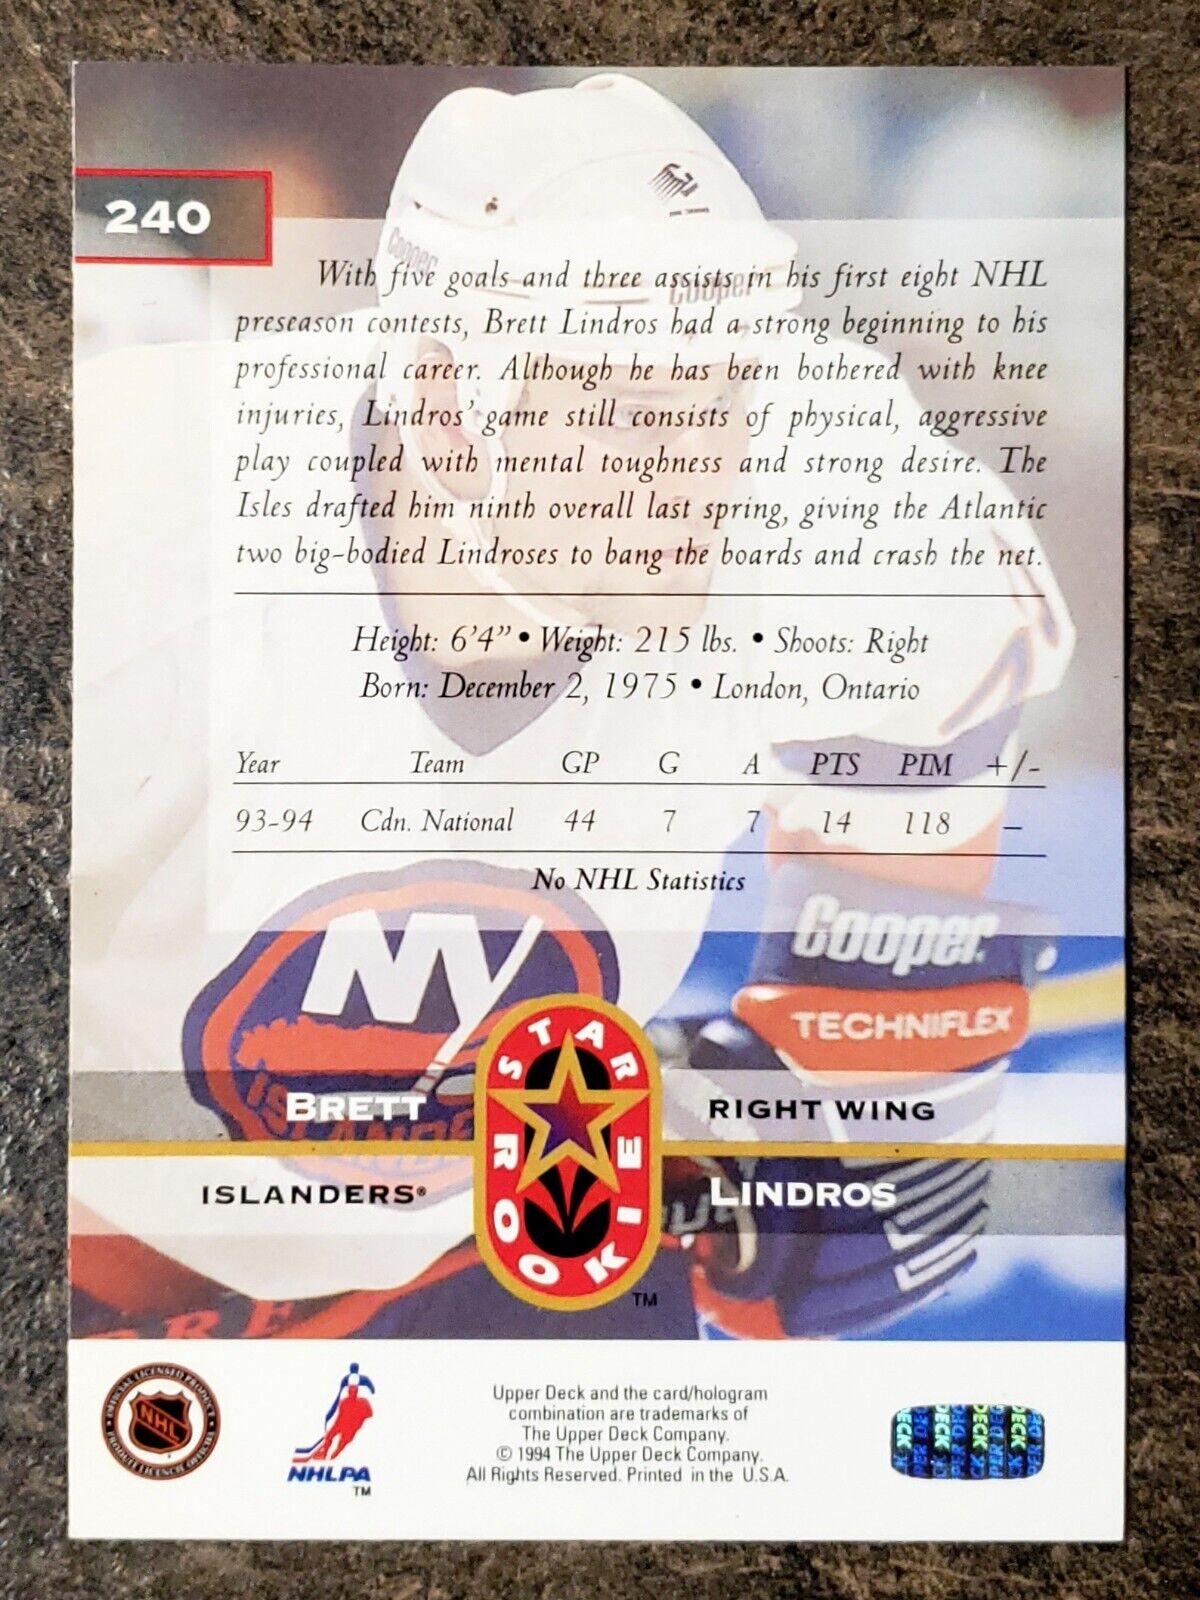 240
Cooper
Cooper
With five goals and three assists in his first eight NHL
preseason contests, Brett Lindros had a strong beginning to his
professional career. Although he has been bothered with knee
injuries, Lindros' game still consists of physical, aggressive
play coupled with mental toughness and strong desire. The
Isles drafted him ninth overall last spring, giving the Atlantic
two big-bodied Lindroses to bang the boards and crash the net.
Height: 6'4" • Weight: 215 lbs. • Shoots: Right
Born: December 2, 1975 • London, Ontario
Year Team GP G A PTS PIM +/-
93-94 Cdn. National 44 7 7 14 118 –
No NHL Statistics
Cooper
TECHNIFLEX
NY
ISLANDERS
STAR
ROOKIE
TM
BRETT
RIGHT WING
ISLANDERS®
LINDROS
NHL
NHLPA
TM
Upper Deck and the card/hologram
combination are trademarks of
The Upper Deck Company.
© 1994 The Upper Deck Company.
All Rights Reserved. Printed in the U.S.A.
DECK